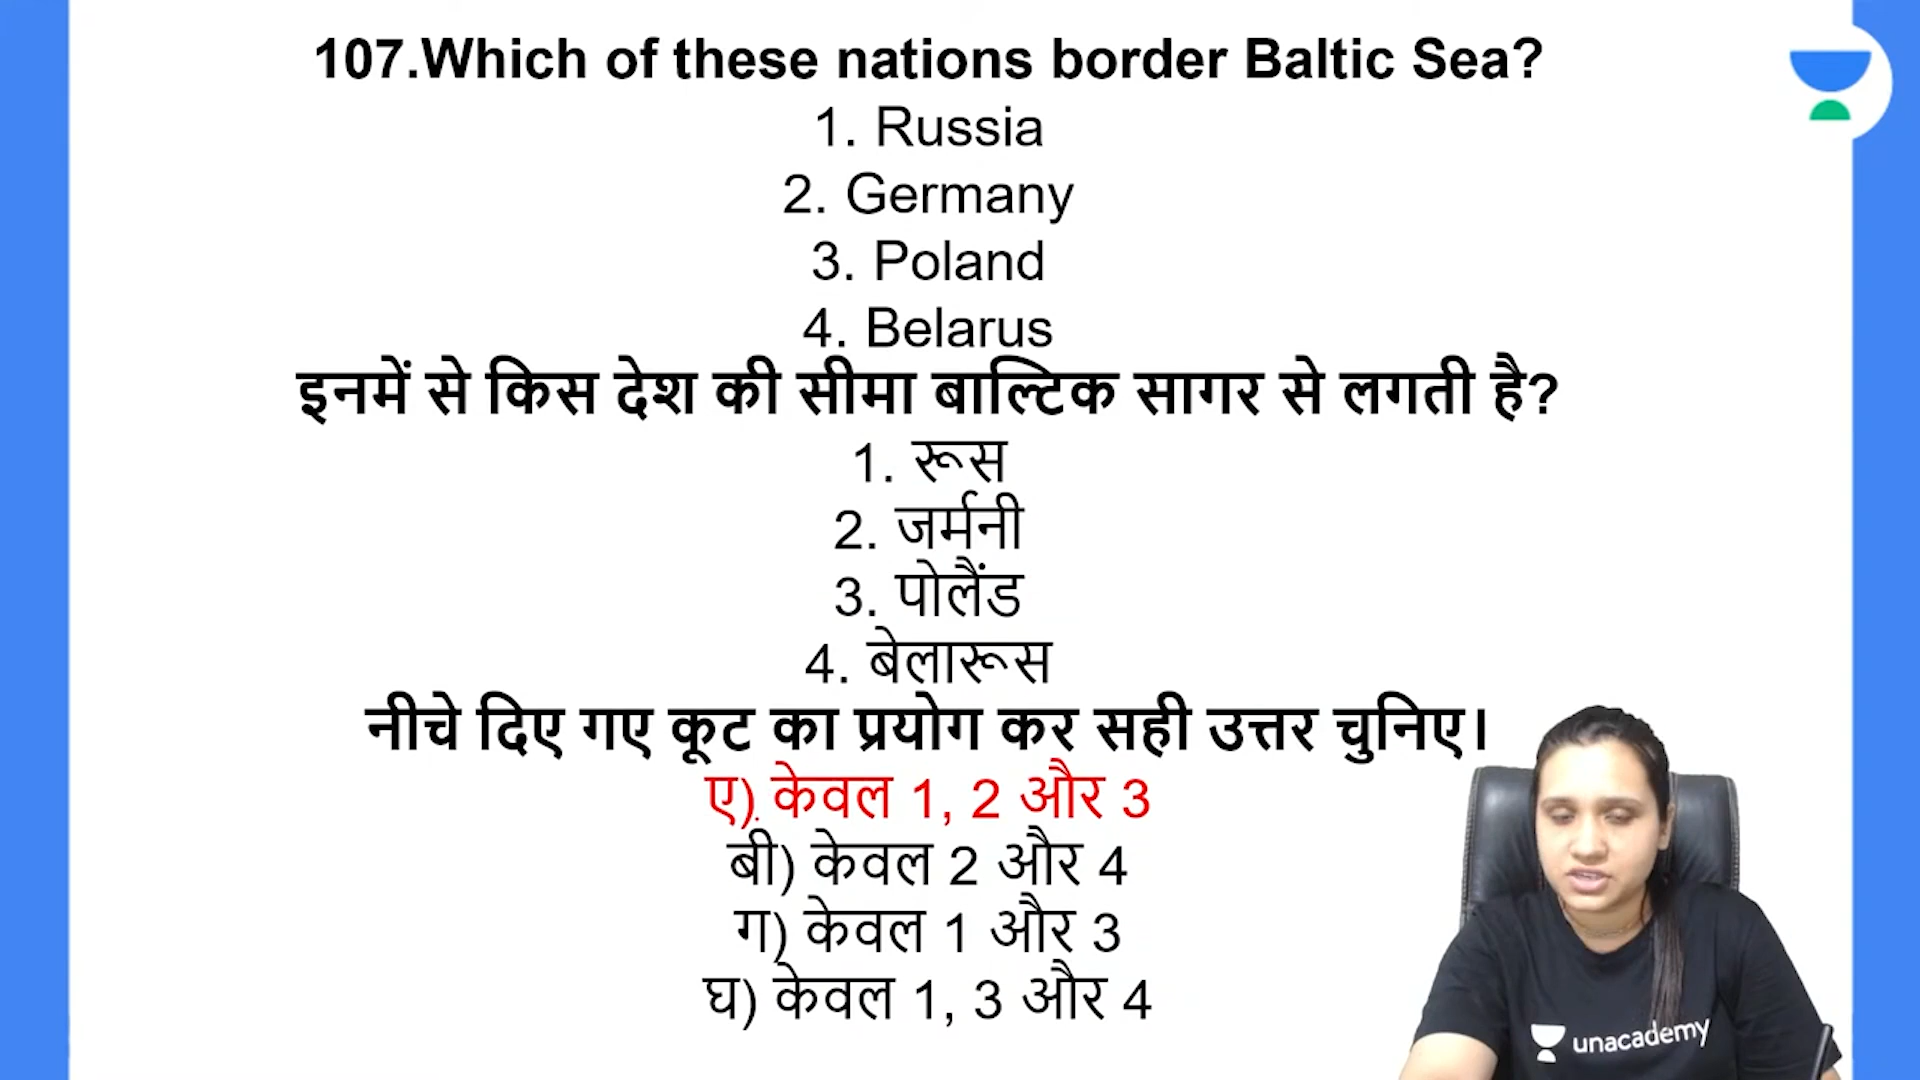 107.Which of these nations border Baltic Sea?
1. Russia
2. Germany
3. Poland
4. Belarus
इनमें से किस देश की सीमा बाल्टिक सागर से लगती है?
1. रूस
2. जर्मनी
3. पोलैंड
4. बेलारूस
नीचे दिए गए कूट का प्रयोग कर सही उत्तर चुनिए।
ए) केवल 1, 2 और 3
बी) केवल 2 और 4
ग) केवल 1 और 3
घ) केवल 1, 3 और 4
unacademy